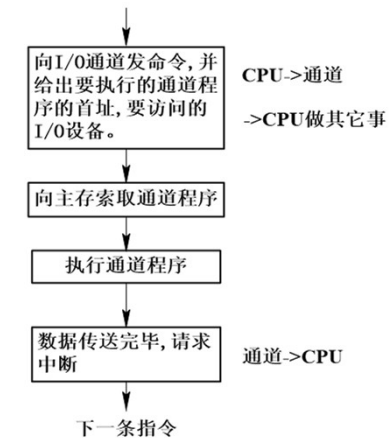 向I/O通道发命令,并
给出要执行的通道程
序的首址,要访问的
I/O设备。
CPU->通道
->CPU做其它事
向主存索取通道程序
执行通道程序
数据传送完毕,请求
中断
通道->CPU
下一条指令